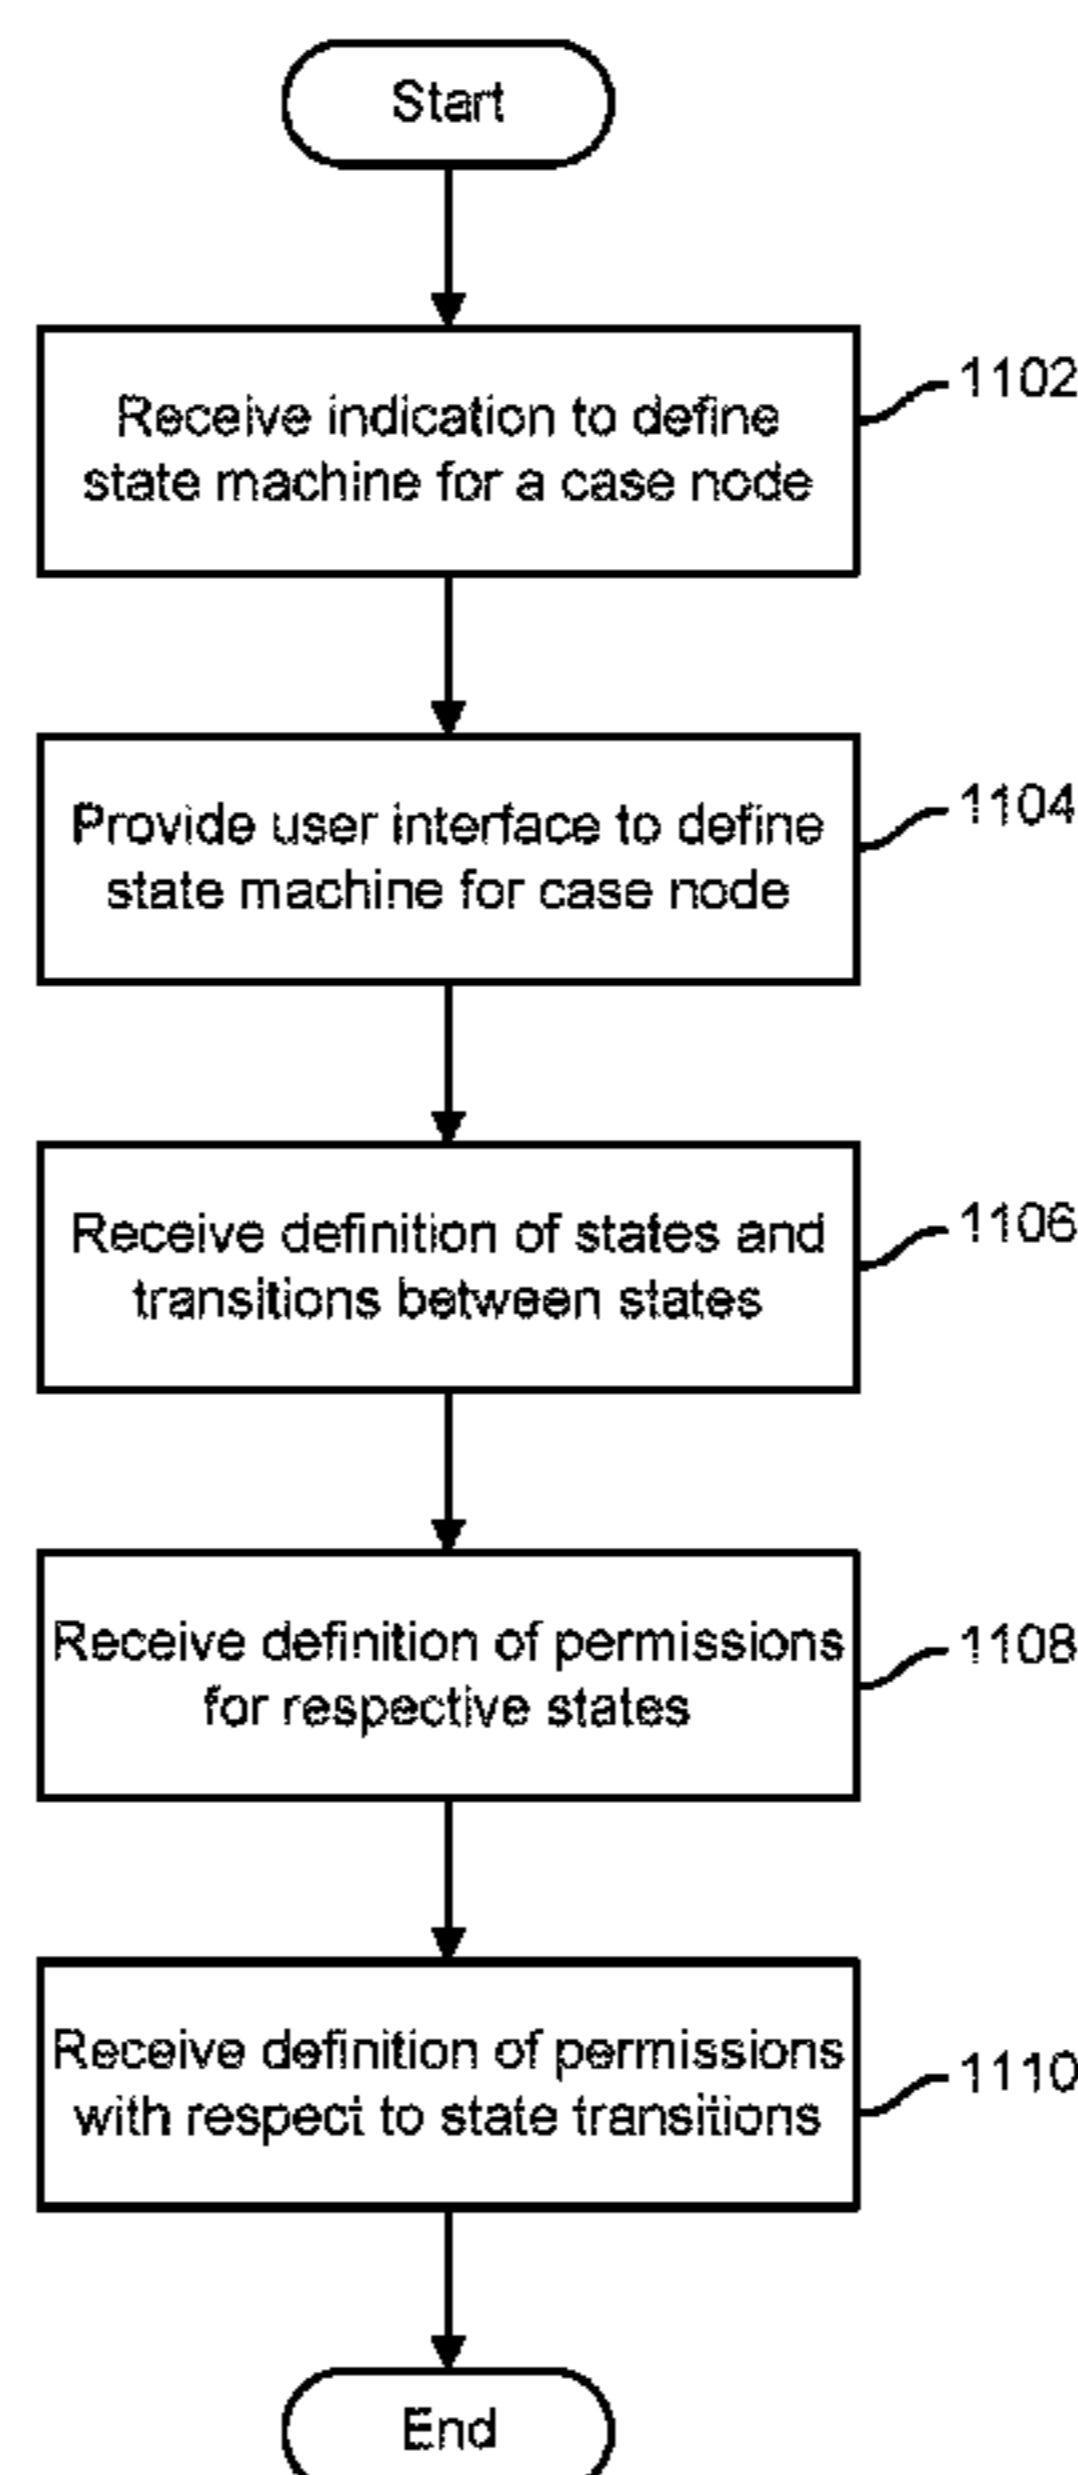 Start
Receive indication to define
state machine for a case node
1102
Provide user interface to define
state machine for case node
1104
Receive definition of states and
transitions between states
1106
Receive definition of permissions
for respective states
1108
Receive definition of permissions
with respect to state transitions
1110
End